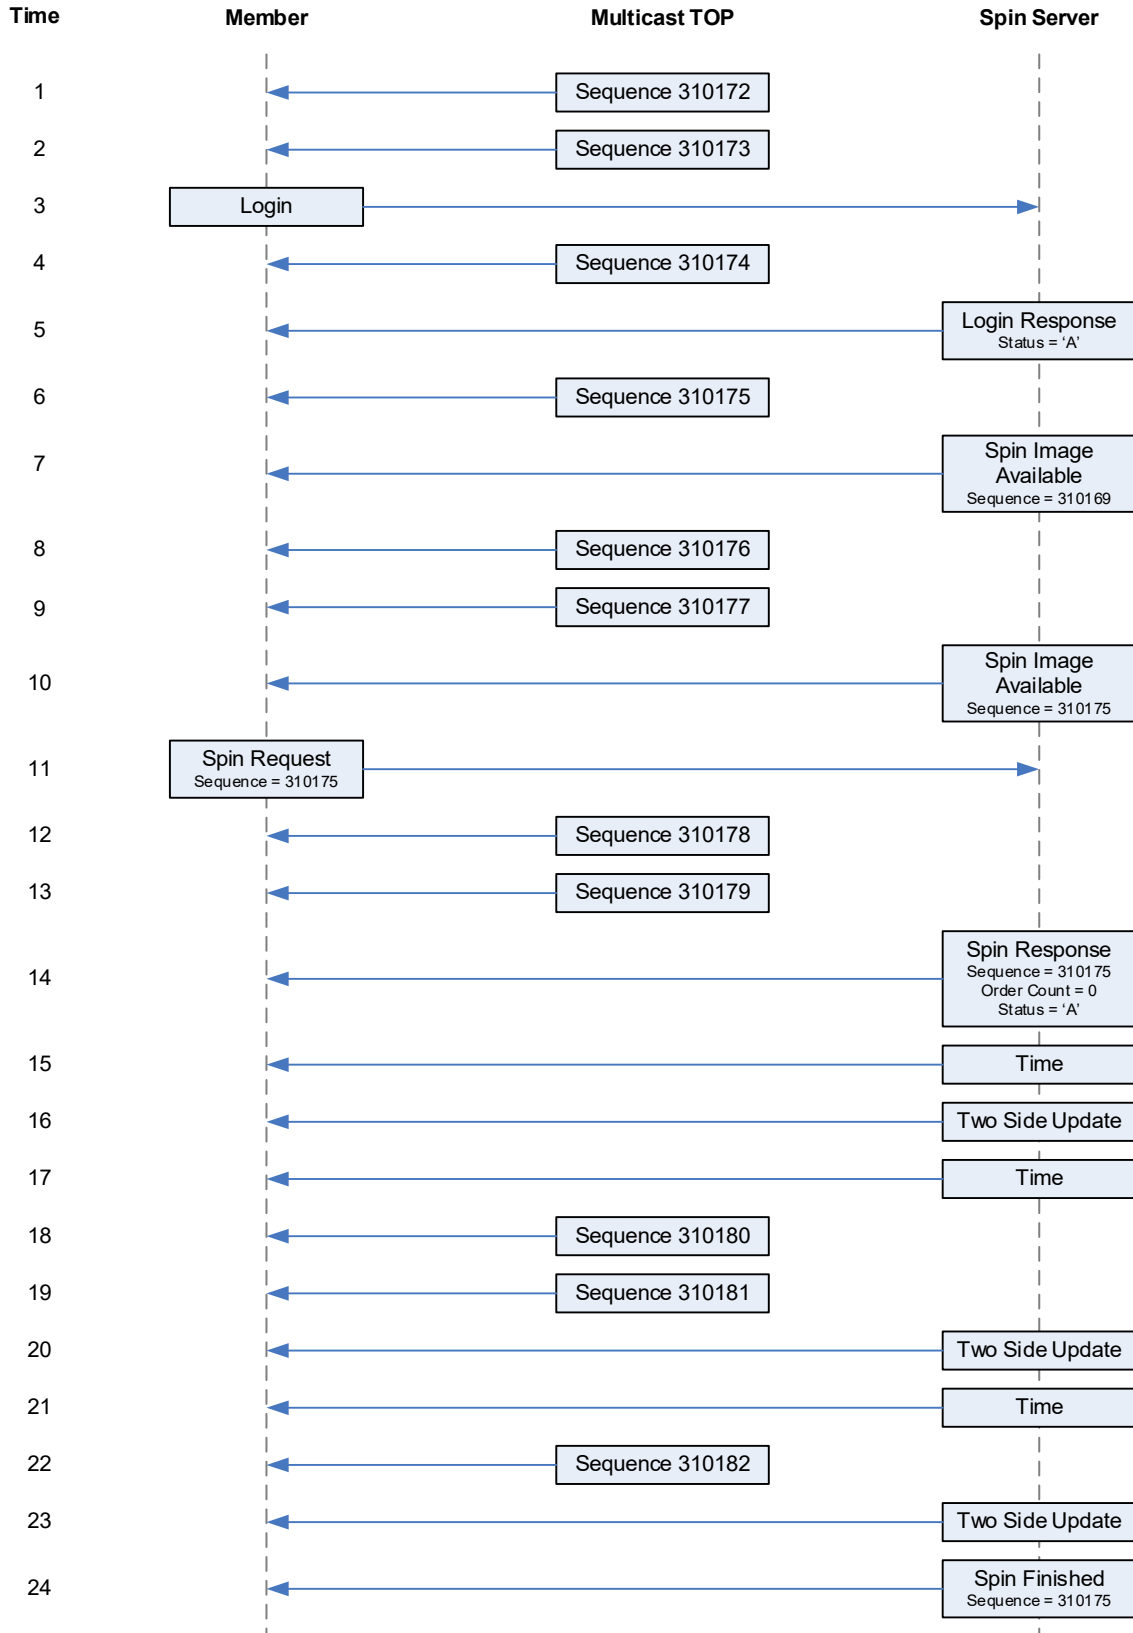 Time Member Multicast TOP Spin Server
1 Sequence 310172
2 Sequence 310173
3 Login
4 Sequence 310174
5 Login Response
Status = ‘A’
6 Sequence 310175
7 Spin Image
Available
Sequence = 310169
8 Sequence 310176
9 Sequence 310177
10 Spin Image
Available
Sequence = 310175
11 Spin Request
Sequence = 310175
12 Sequence 310178
13 Sequence 310179
14 Spin Response
Sequence = 310175
Order Count = 0
Status = ‘A’
15 Time
16 Two Side Update
17 Time
18 Sequence 310180
19 Sequence 310181
20 Two Side Update
21 Time
22 Sequence 310182
23 Two Side Update
24 Spin Finished
Sequence = 310175